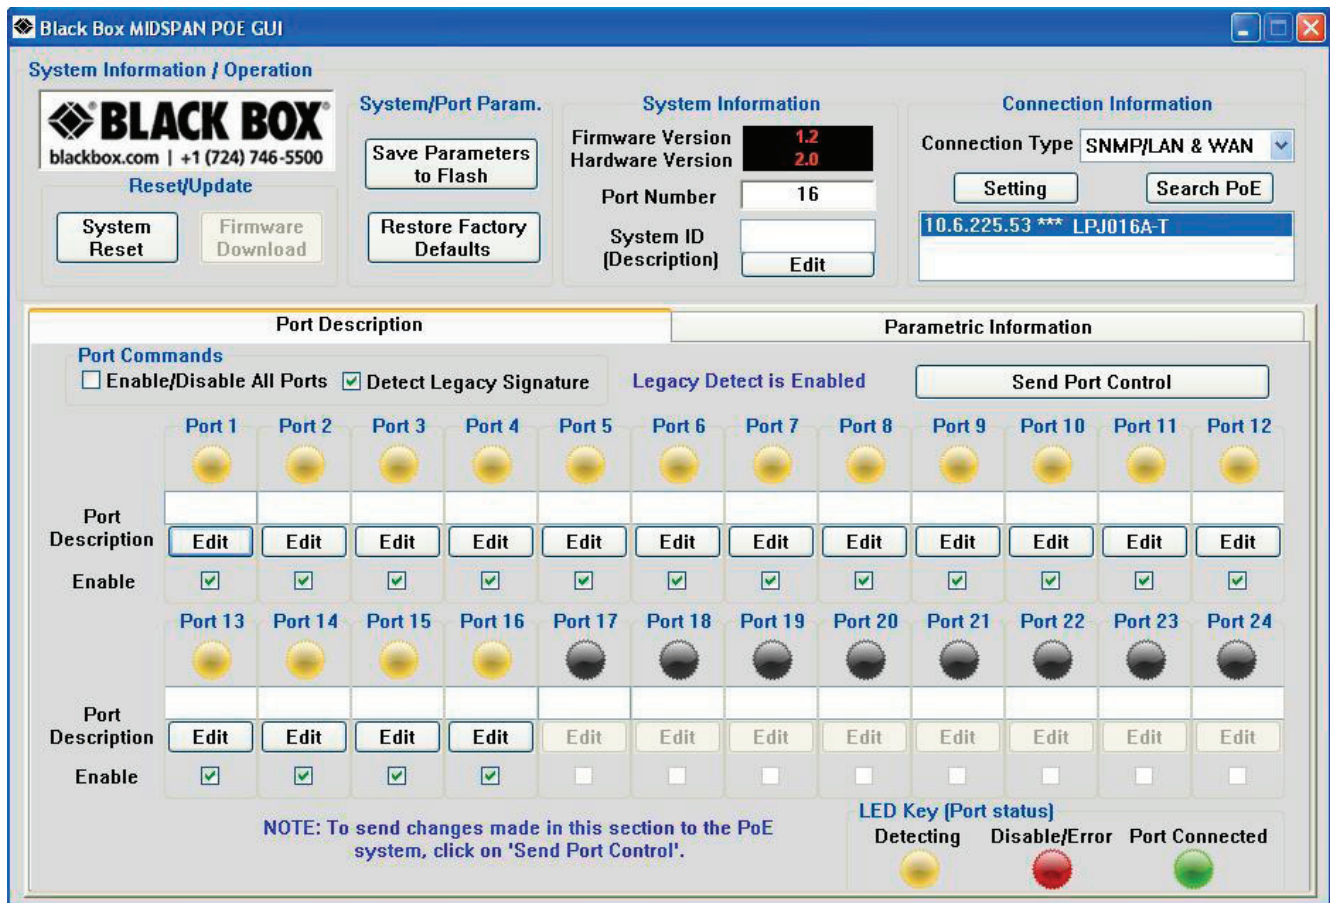 Black Box MIDSPAN POE GUI
System Information / Operation
BLACK BOX®
blackbox.com | +1 (724) 746-5500
Reset/Update
System Reset
Firmware Download
System/Port Param.
Save Parameters to Flash
Restore Factory Defaults
System Information
Firmware Version 1.2
Hardware Version 2.0
Port Number 16
System ID (Description)
Edit
Connection Information
Connection Type SNMP/LAN & WAN
Setting Search PoE
10.6.225.53 *** LPJ016A-T
Port Description Parametric Information
Port Commands
Enable/Disable All Ports Detect Legacy Signature Legacy Detect is Enabled Send Port Control
Port 1 Port 2 Port 3 Port 4 Port 5 Port 6 Port 7 Port 8 Port 9 Port 10 Port 11 Port 12
Port Description
Edit Edit Edit Edit Edit Edit Edit Edit Edit Edit Edit Edit
Enable
Port 13 Port 14 Port 15 Port 16 Port 17 Port 18 Port 19 Port 20 Port 21 Port 22 Port 23 Port 24
Port Description
Edit Edit Edit Edit Edit Edit Edit Edit Edit Edit Edit Edit
Enable
NOTE: To send changes made in this section to the PoE
system, click on 'Send Port Control'.
LED Key (Port status)
Detecting Disable/Error Port Connected